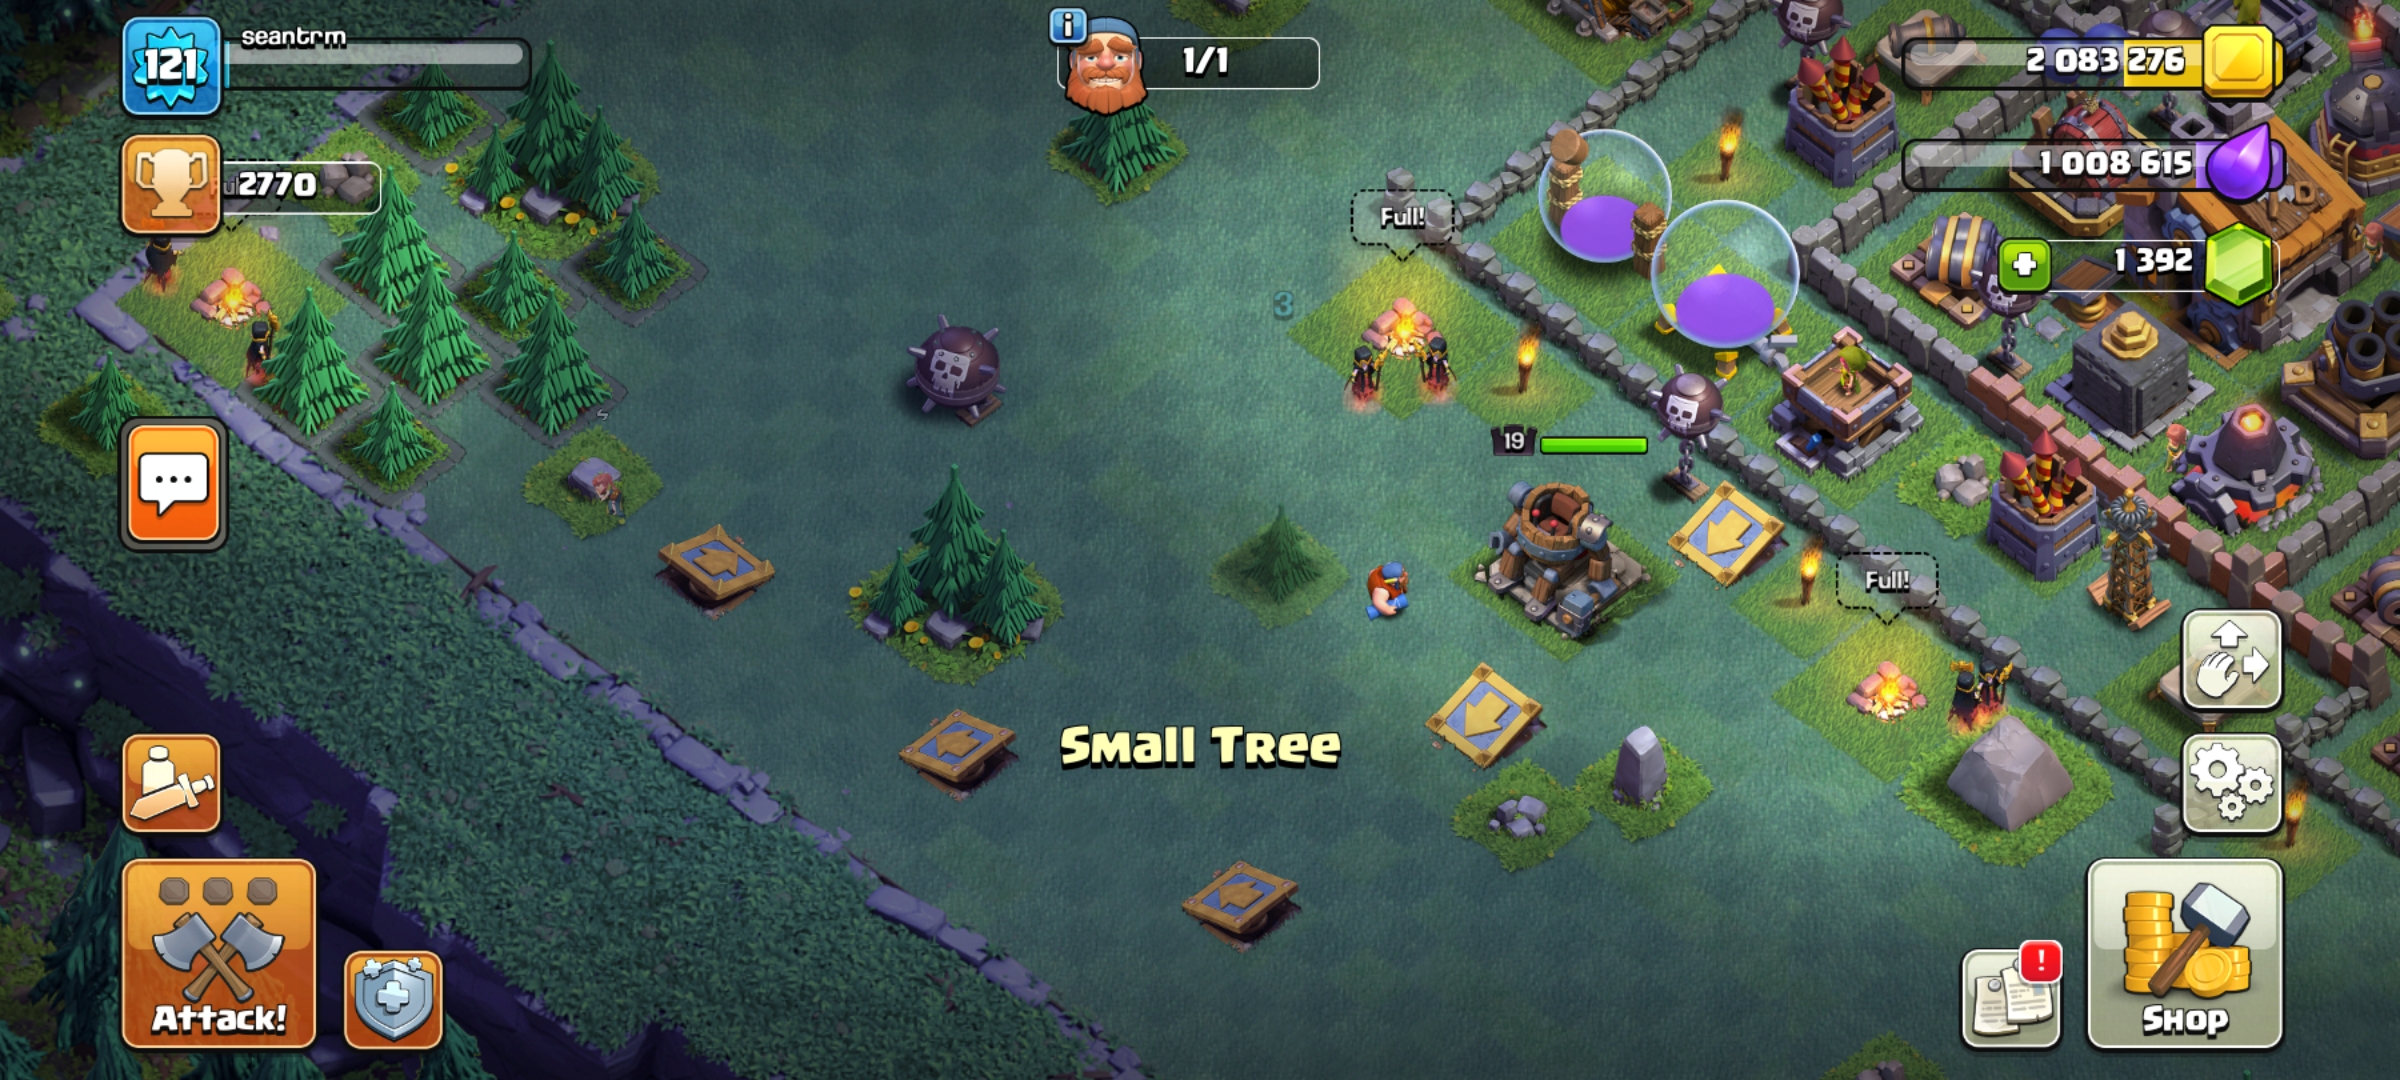 121
seantrm
i
1/1
2 083 276
2770
1 008 615
Full!
1 392
3
19
Full!
Small Tree
Attack!
!
Shop